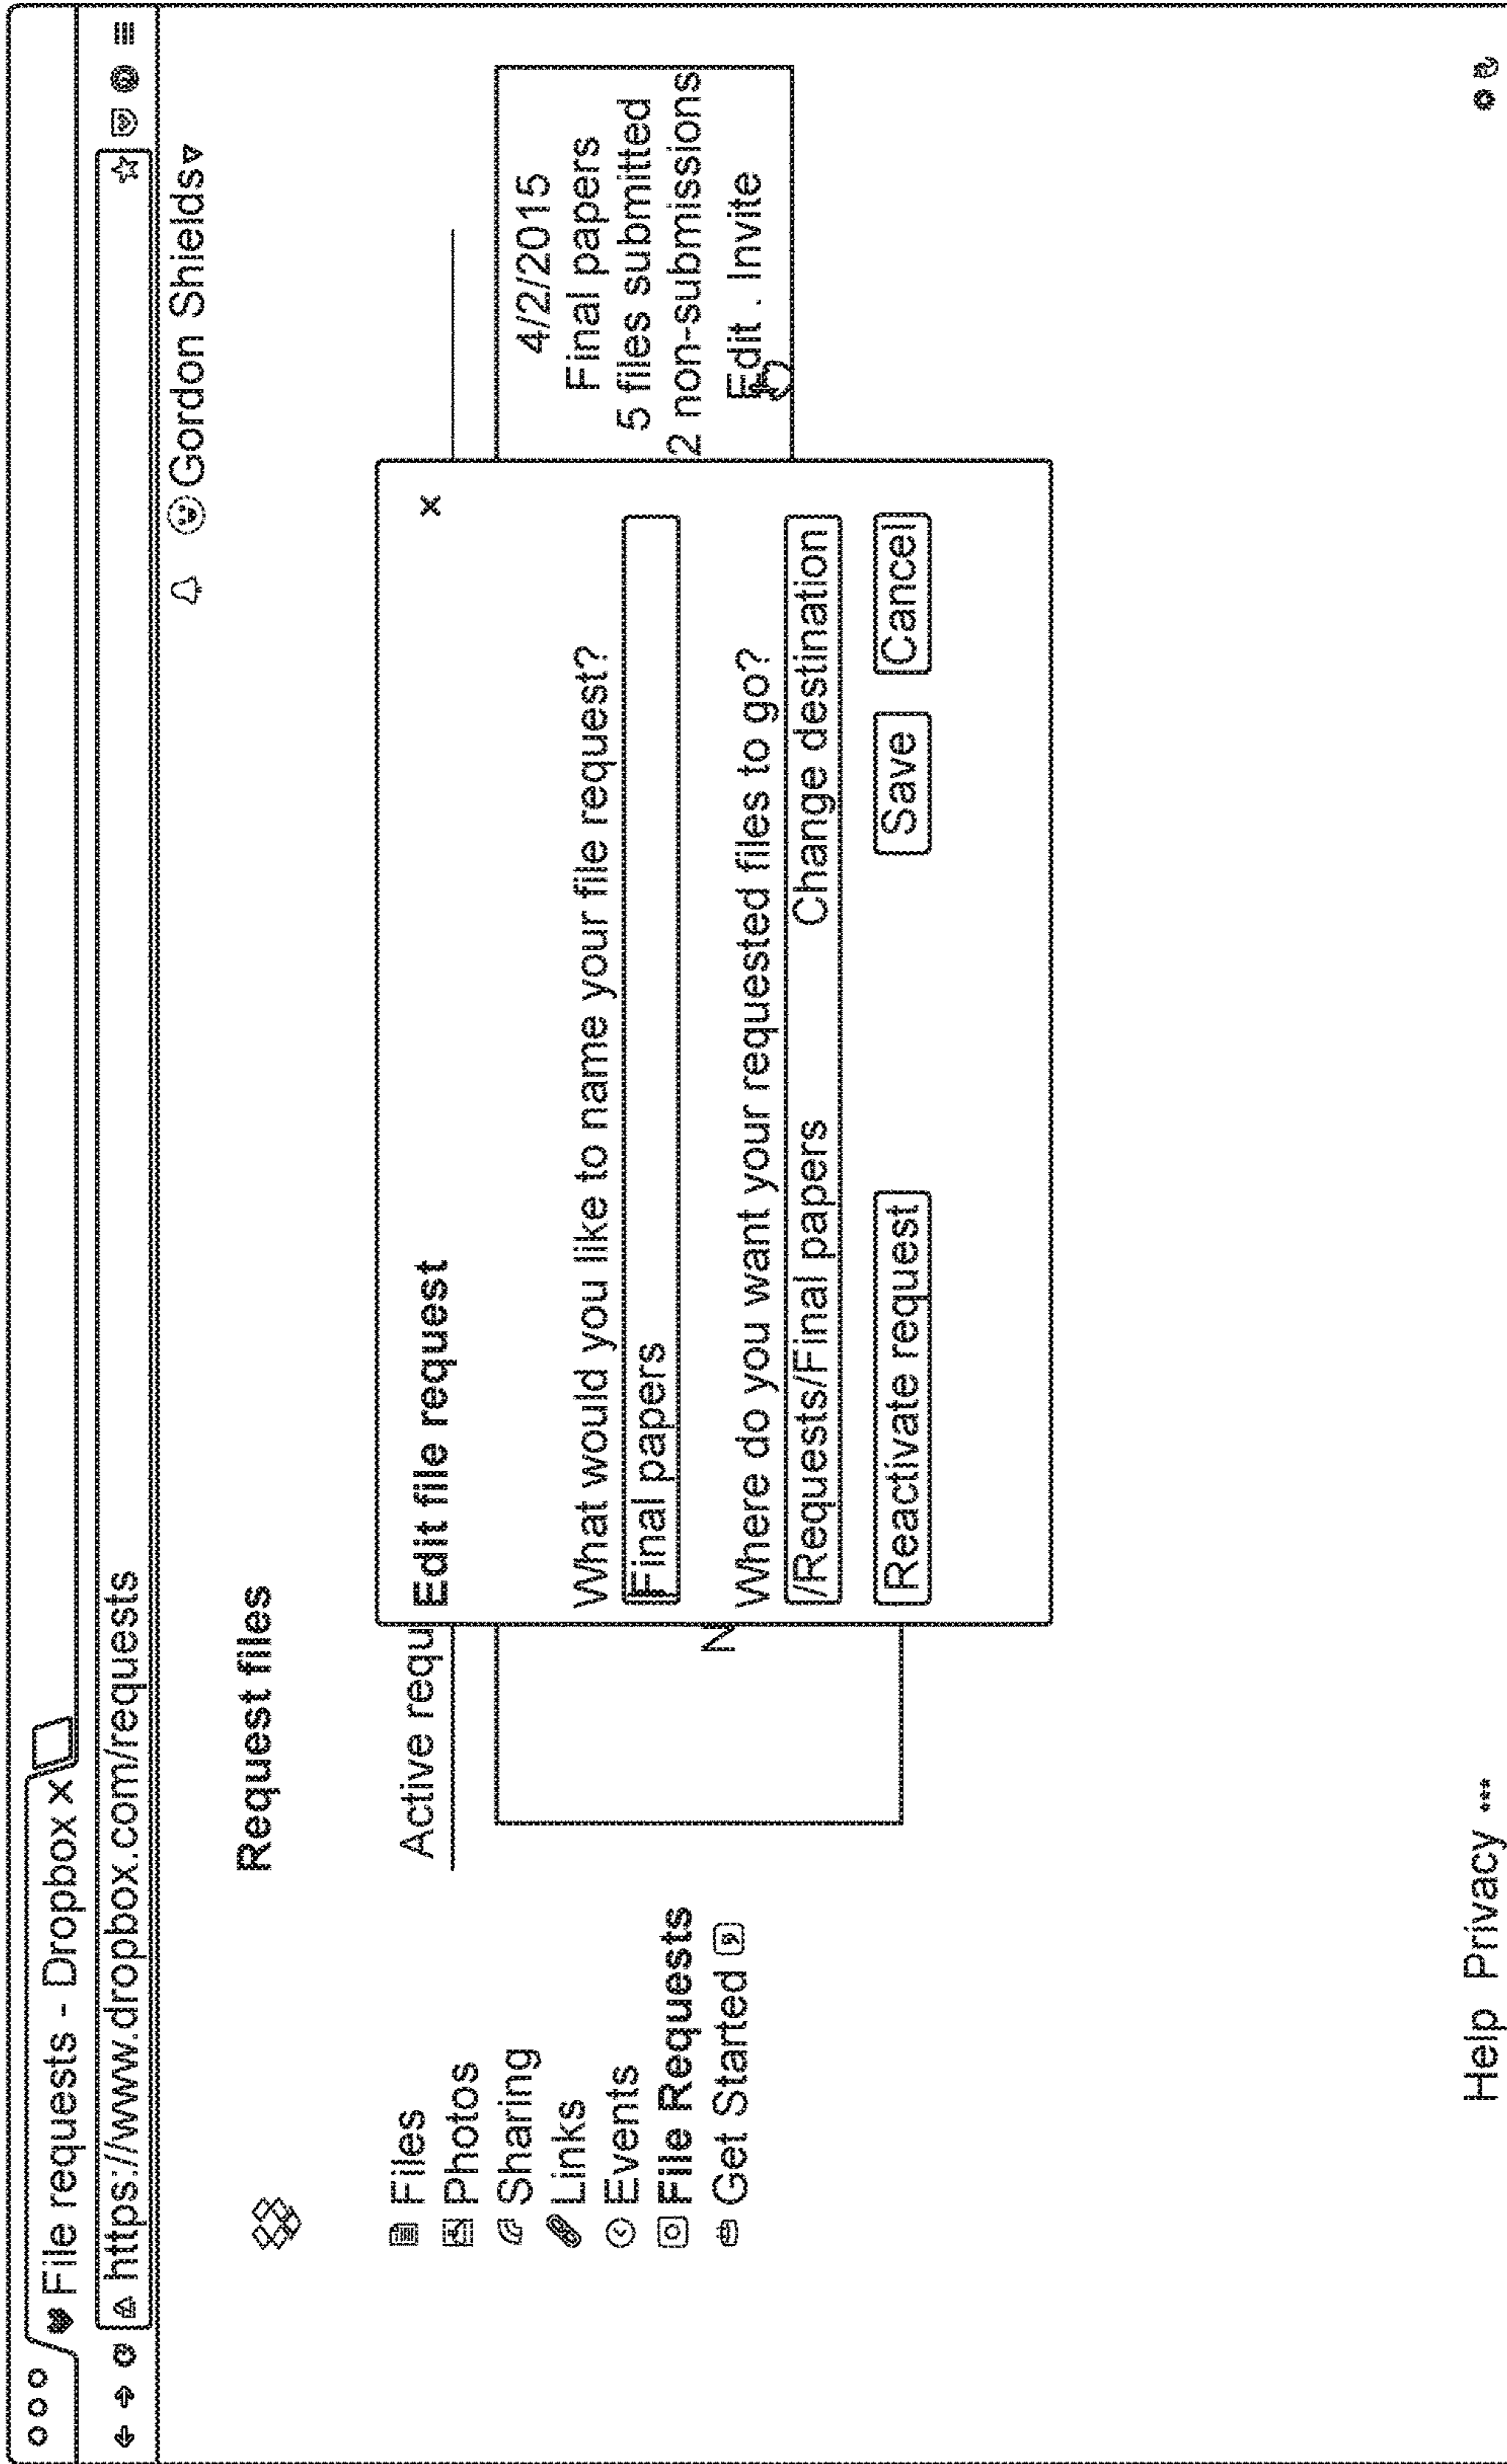 File requests - Dropbox X
https://www.dropbox.com/requests
Gordon Shields
Request files
Files
Photos
Sharing
Links
Events
File Requests
Get Started
Active requ
N
Edit file request
x
What would you like to name your file request?
Final papers
Where do you want your requested files to go?
/Requests/Final papers Change destination
Reactivate request Save Cancel
4/2/2015
Final papers
5 files submitted
2 non-submissions
Edit . Invite
Help Privacy ***